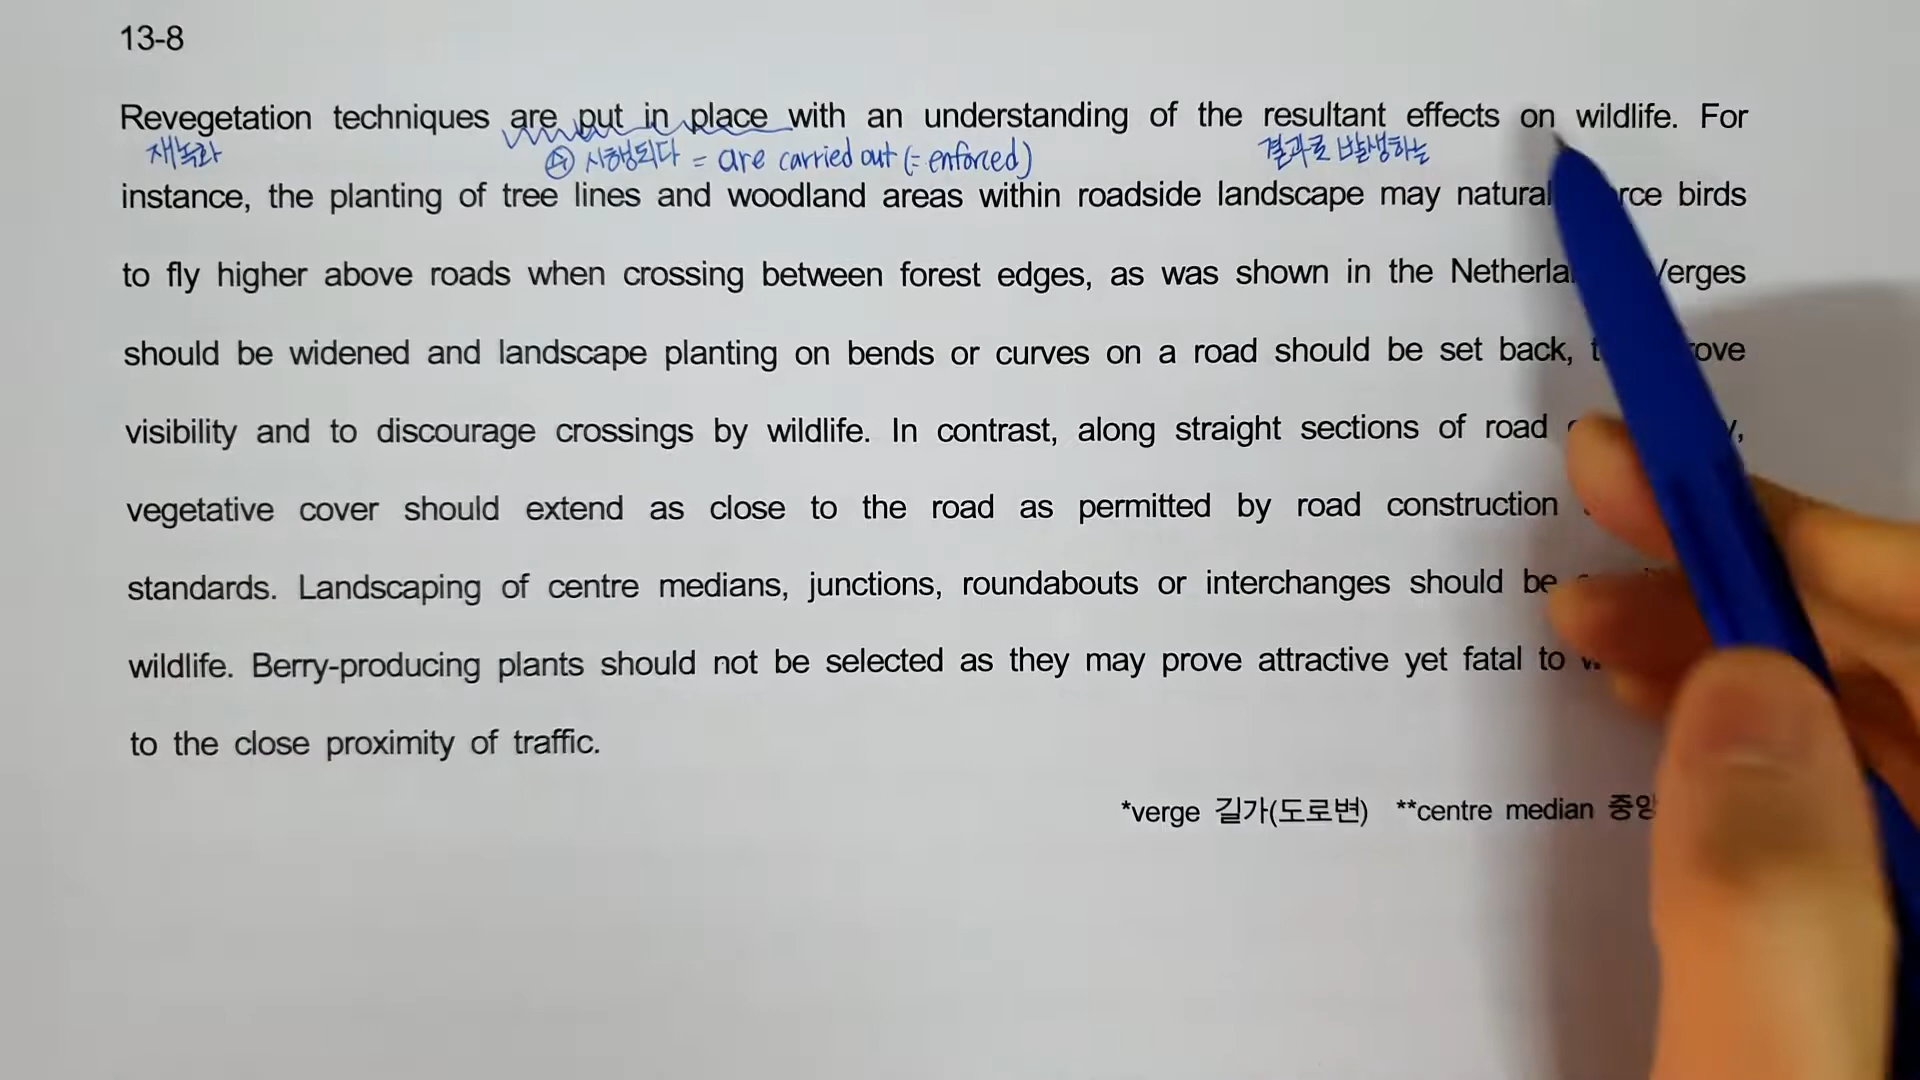 13-8
Revegetation techniques are put in place with an understanding of the resultant effects on wildlife. For
재녹화 숙 시행되다 = are carried out (= enforced) 결과로 발생하는
instance, the planting of tree lines and woodland areas within roadside landscape may birds
to fly higher above roads when crossing between forest edges, as was shown in the
should be widened and landscape planting on bends or curves on a road should be set back,
visibility and to discourage crossings by wildlife. In contrast, along straight sections of road
vegetative cover should extend as close to the road as permitted by road construction
standards. Landscaping of centre medians, junctions, roundabouts or interchanges should be
wildlife. Berry-producing plants should not be selected as they may prove attractive yet fatal to
to the close proximity of traffic.
*verge 길가(도로변) **centre median